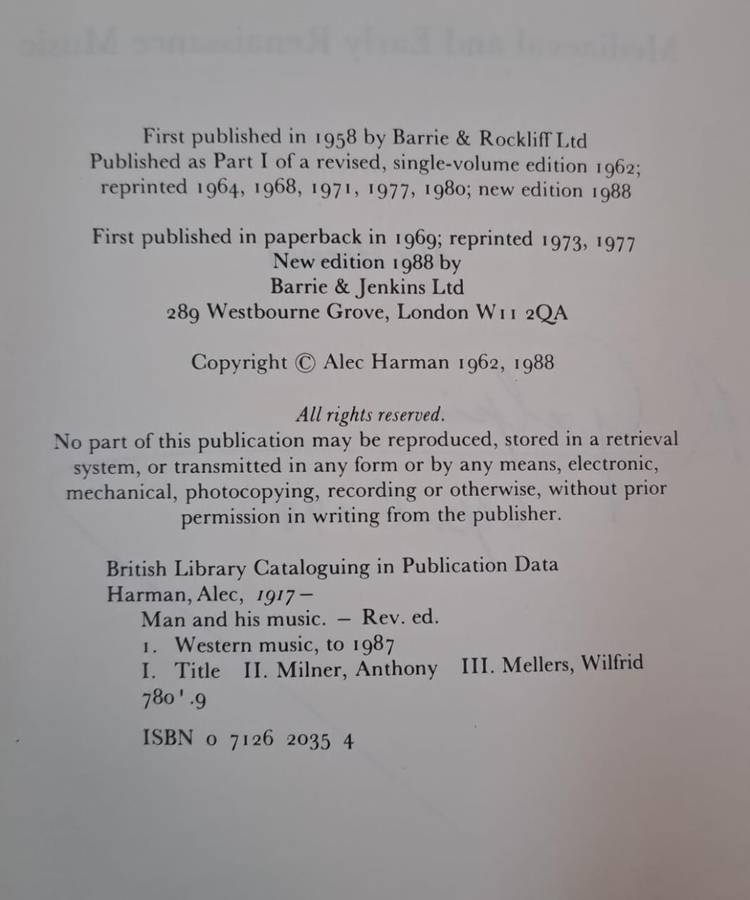 Mediaeval and Early Renaissance Music
First published in 1958 by Barrie & Rockliff Ltd
Published as Part I of a revised, single-volume edition 1962;
reprinted 1964, 1968, 1971, 1977, 1980; new edition 1988
First published in paperback in 1969; reprinted 1973, 1977
New edition 1988 by
Barrie & Jenkins Ltd
289 Westbourne Grove, London W11 2QA
Copyright © Alec Harman 1962, 1988
All rights reserved.
No part of this publication may be reproduced, stored in a retrieval
system, or transmitted in any form or by any means, electronic,
mechanical, photocopying, recording or otherwise, without prior
permission in writing from the publisher.
British Library Cataloguing in Publication Data
Harman, Alec, 1917–
Man and his music. – Rev. ed.
1. Western music, to 1987
I. Title II. Milner, Anthony III. Mellers, Wilfrid
780'.9
ISBN 0 7126 2035 4